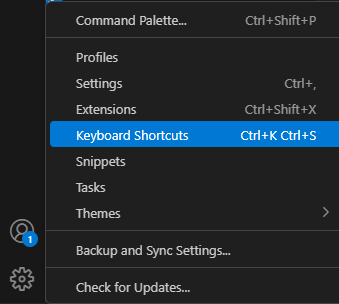 Command Palette... Ctrl+Shift+P
Profiles
Settings Ctrl+,
Extensions Ctrl+Shift+X
Keyboard Shortcuts Ctrl+K Ctrl+S
Snippets
Tasks
Themes
1
Backup and Sync Settings...
Check for Updates...